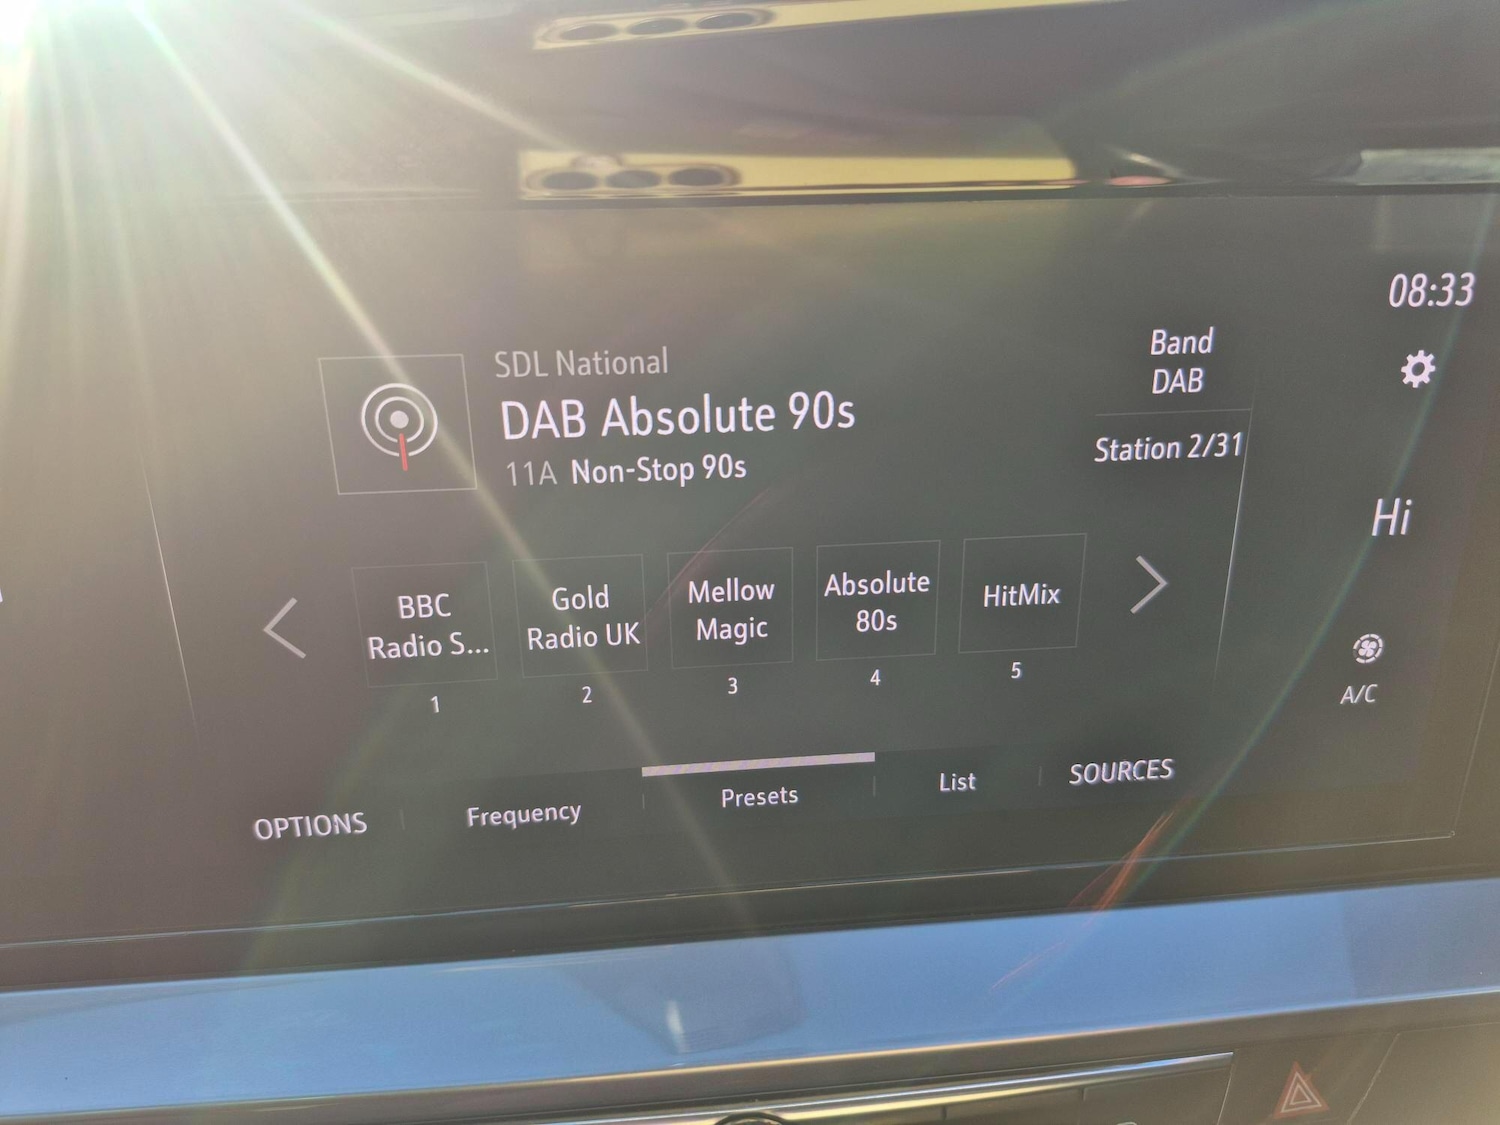 08:33
SDL National
DAB Absolute 90s
11A Non-Stop 90s
Band
DAB
Station 2/31
Hi
BBC
Radio S...
1
Gold
Radio UK
2
Mellow
Magic
3
Absolute
80s
4
HitMix
5
A/C
OPTIONS
Frequency
Presets
List
SOURCES